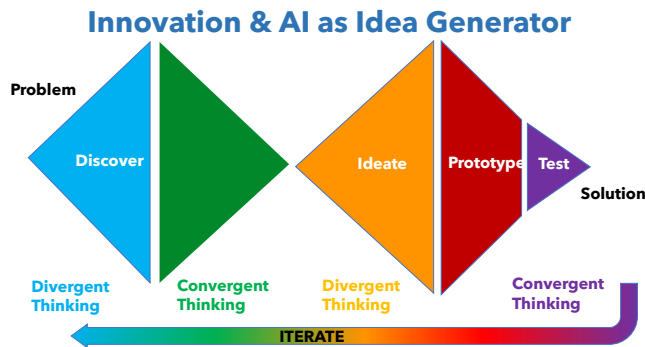 Innovation & AI as Idea Generator
Problem
Discover
Ideate
Prototype
Test
Solution
Divergent
Thinking
Convergent
Thinking
Divergent
Thinking
Convergent
Thinking
ITERATE